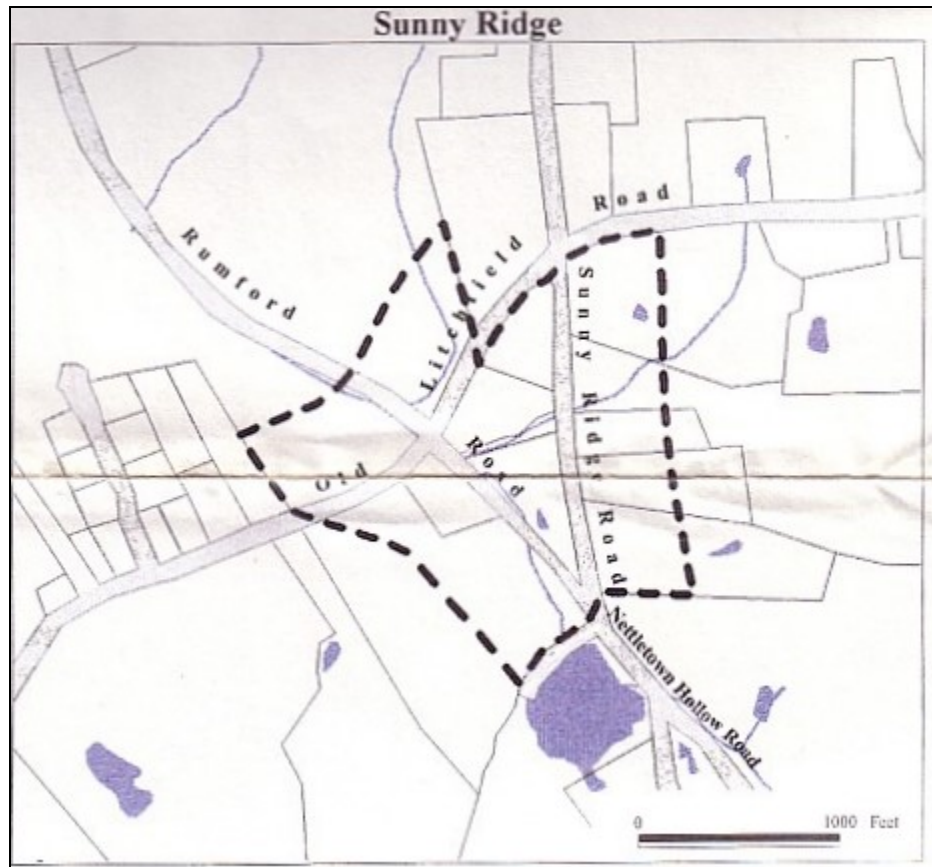 Sunny Ridge
Road
Rumford
Litchfield
Sunny Ridge Road
Road
Old
Nettletown Hollow Road
0 1000 Feet